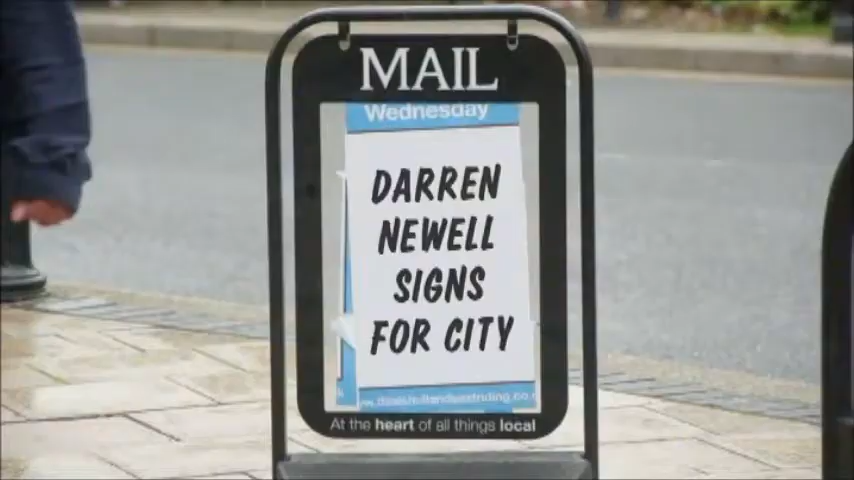 MAIL
Wednesday
DARREN
NEWELL
SIGNS
FOR CITY
At the heart of all things local